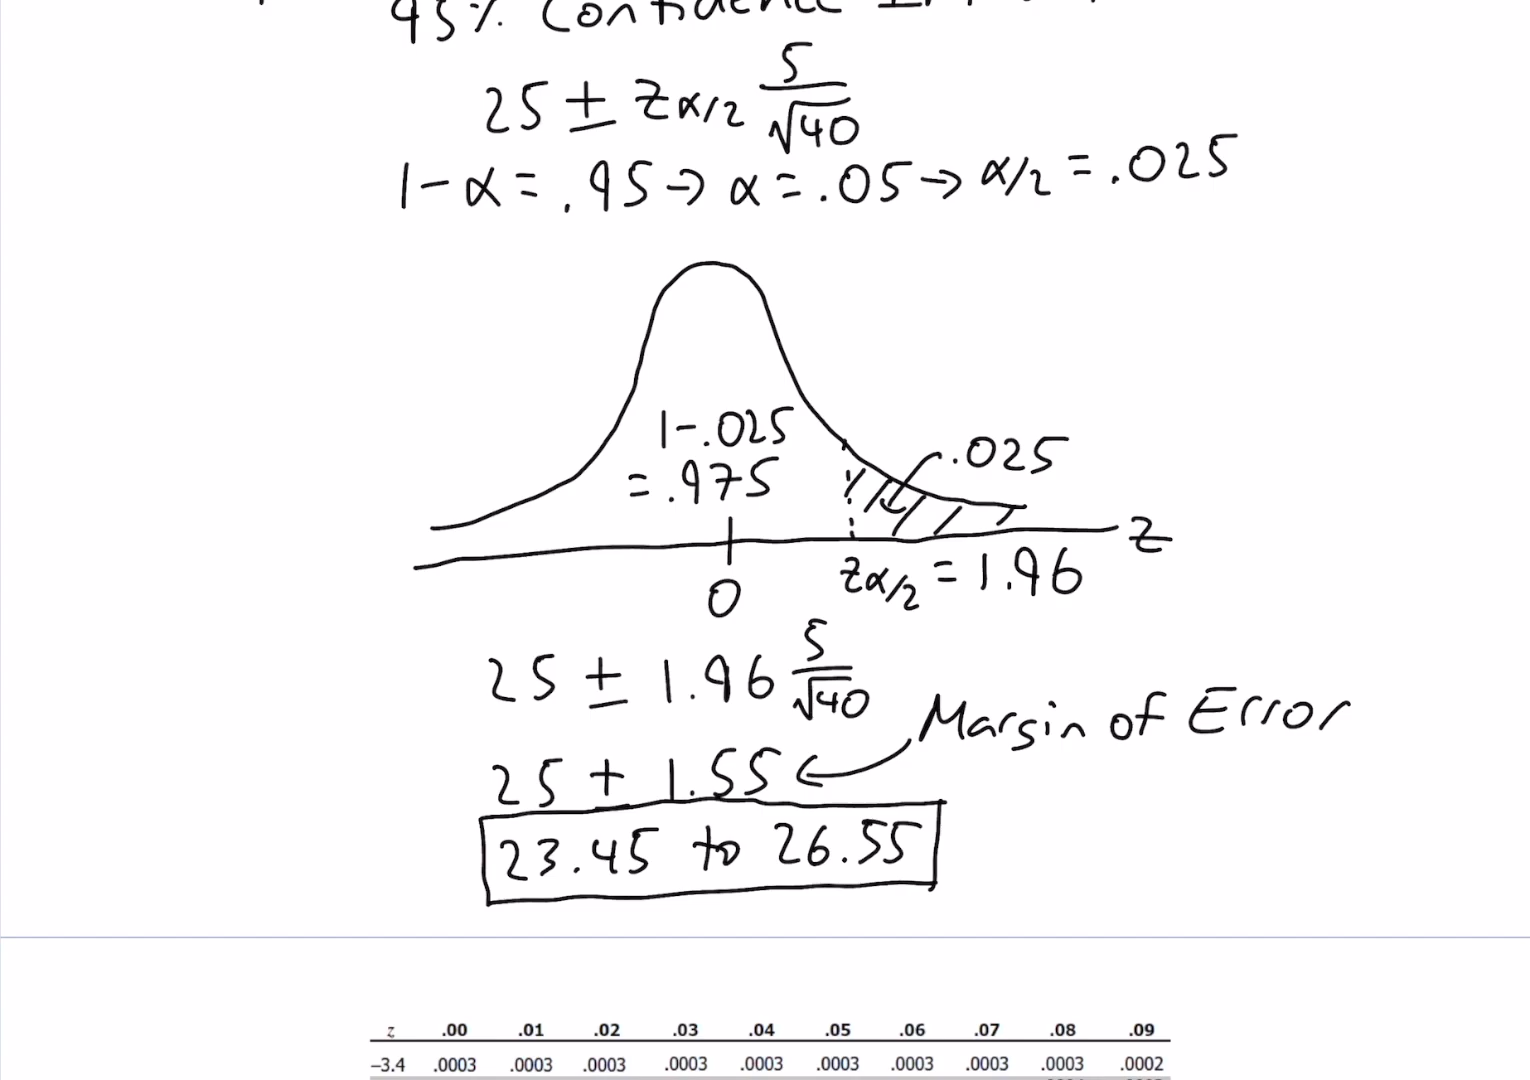 95% Confidence
25 ± zα/2 5/√40
1-α = .95 → α = .05 → α/2 = .025
1-.025
= .975
.025
z
0
zα/2 = 1.96
25 ± 1.96 5/√40
Margin of Error
25 ± 1.55
23.45 to 26.55
z .00 .01 .02 .03 .04 .05 .06 .07 .08 .09
−3.4 .0003 .0003 .0003 .0003 .0003 .0003 .0003 .0003 .0003 .0002